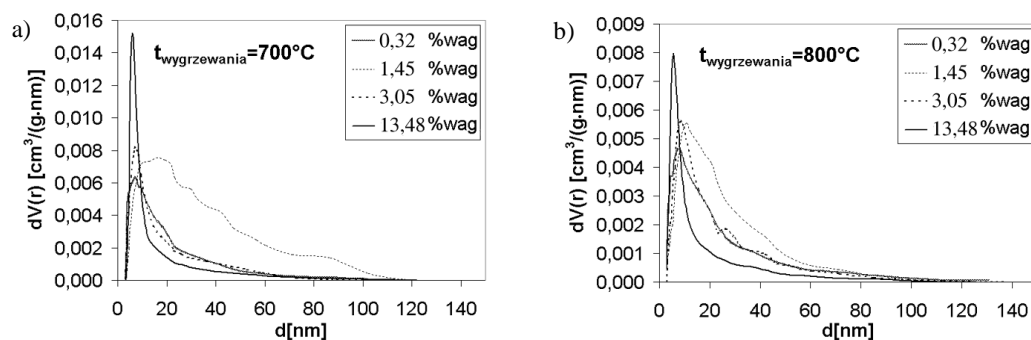 a)
t wygrzewania=700°C
0,32 %wag
1,45 %wag
3,05 %wag
13,48 %wag
dV(r) [cm³/(g·nm)]
0,016
0,014
0,012
0,010
0,008
0,006
0,004
0,002
0,000
0 20 40 60 80 100 120 140
d[nm]
b)
t wygrzewania=800°C
0,32 %wag
1,45 %wag
3,05 %wag
13,48 %wag
dV(r) [cm³/(g·nm)]
0,009
0,008
0,007
0,006
0,005
0,004
0,003
0,002
0,001
0,000
0 20 40 60 80 100 120 140
d[nm]